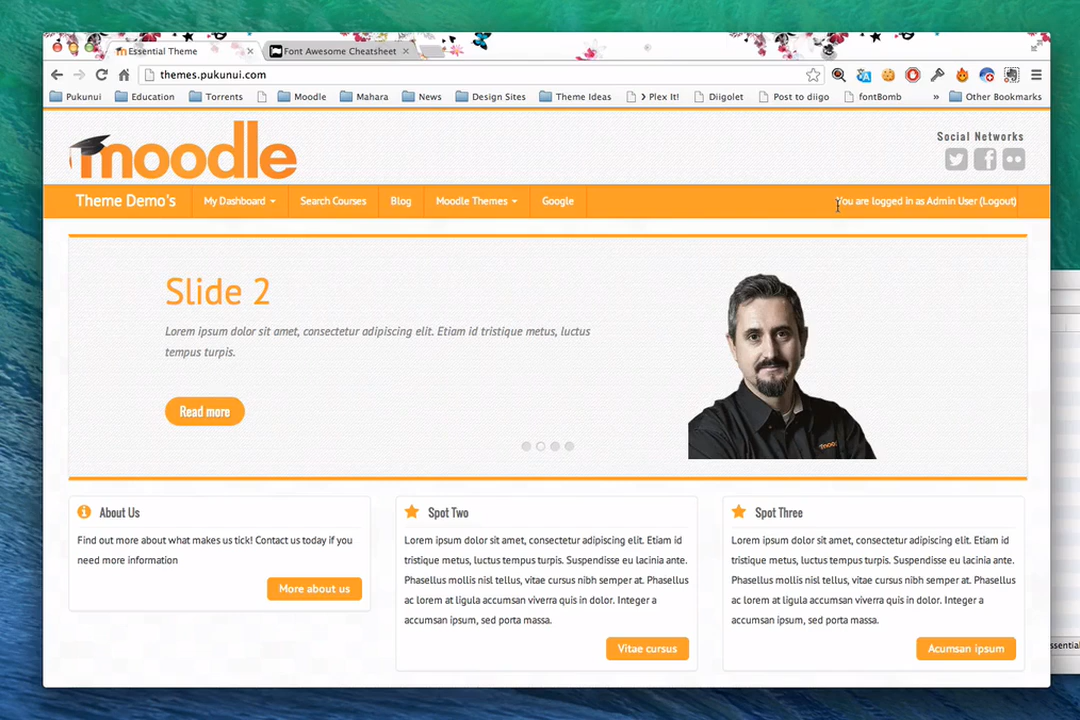 Essential Theme
Font Awesome Cheatsheet
themes.pukunui.com
Pukunui Education Torrents Moodle Mahara News Design Sites Theme Ideas > Plex It! Diigolet Post to diigo fontBomb » Other Bookmarks
moodle
Social Networks
Theme Demo's My Dashboard Search Courses Blog Moodle Themes Google You are logged in as Admin User (Logout)
Slide 2
Lorem ipsum dolor sit amet, consectetur adipiscing elit. Etiam id tristique metus, luctus
tempus turpis.
Read more
About Us
Find out more about what makes us tick! Contact us today if you
need more information
More about us
Spot Two
Lorem ipsum dolor sit amet, consectetur adipiscing elit. Etiam id
tristique metus, luctus tempus turpis. Suspendisse eu lacinia ante.
Phasellus mollis nisl tellus, vitae cursus nibh semper at. Phasellus
ac lorem at ligula accumsan viverra quis in dolor. Integer a
accumsan ipsum, sed porta massa.
Vitae cursus
Spot Three
Lorem ipsum dolor sit amet, consectetur adipiscing elit. Etiam id
tristique metus, luctus tempus turpis. Suspendisse eu lacinia ante.
Phasellus mollis nisl tellus, vitae cursus nibh semper at. Phasellus
ac lorem at ligula accumsan viverra quis in dolor. Integer a
accumsan ipsum, sed porta massa.
Acumsan ipsum